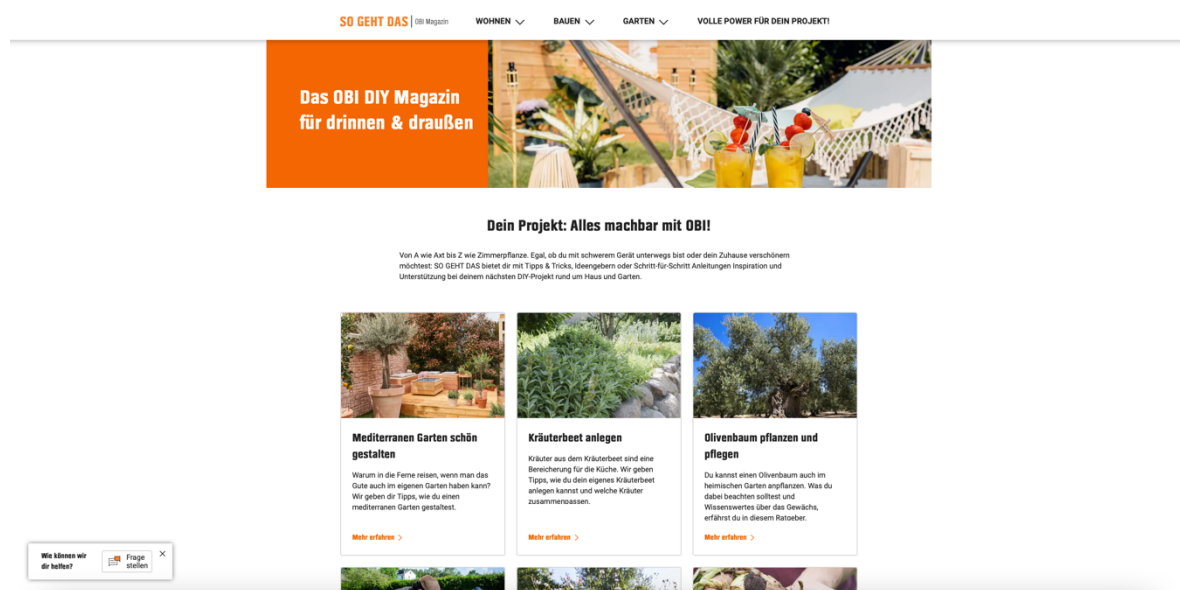 SO GEHT DAS | OBI Magazin
WOHNEN
BAUEN
GARTEN
VOLLE POWER FÜR DEIN PROJEKT!
Das OBI DIY Magazin
für drinnen & draußen
Dein Projekt: Alles machbar mit OBI!
Von A wie Axt bis Z wie Zimmerpflanze. Egal, ob du mit schwerem Gerät unterwegs bist oder dein Zuhause verschönern
möchtest: SO GEHT DAS bietet dir mit Tipps & Tricks, Ideengebern oder Schritt-für-Schritt Anleitungen Inspiration und
Unterstützung bei deinem nächsten DIY-Projekt rund um Haus und Garten.
Mediterranen Garten schön
gestalten
Warum in die Ferne reisen, wenn man das
Gute auch im eigenen Garten haben kann?
Wir geben dir Tipps, wie du einen
mediterranen Garten gestaltest.
Mehr erfahren
Kräuterbeet anlegen
Kräuter aus dem Kräuterbeet sind eine
Bereicherung für die Küche. Wir geben
Tipps, wie du dein eigenes Kräuterbeet
anlegen kannst und welche Kräuter
zusammenpassen.
Mehr erfahren
Olivenbaum pflanzen und
pflegen
Du kannst einen Olivenbaum auch im
heimischen Garten anpflanzen. Was du
dabei beachten solltest und
Wissenswertes über das Gewächs,
erfährst du in diesem Ratgeber.
Mehr erfahren
Wie können wir
dir helfen?
Frage
stellen